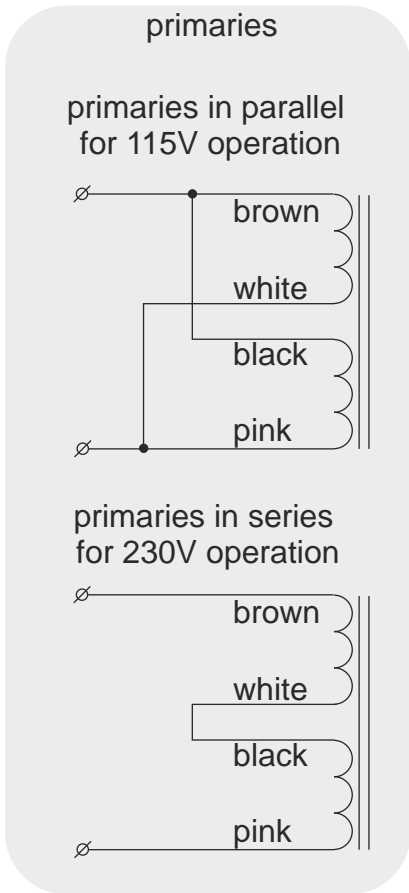 primaries
primaries in parallel
for 115V operation
brown
white
black
pink
primaries in series
for 230V operation
brown
white
black
pink